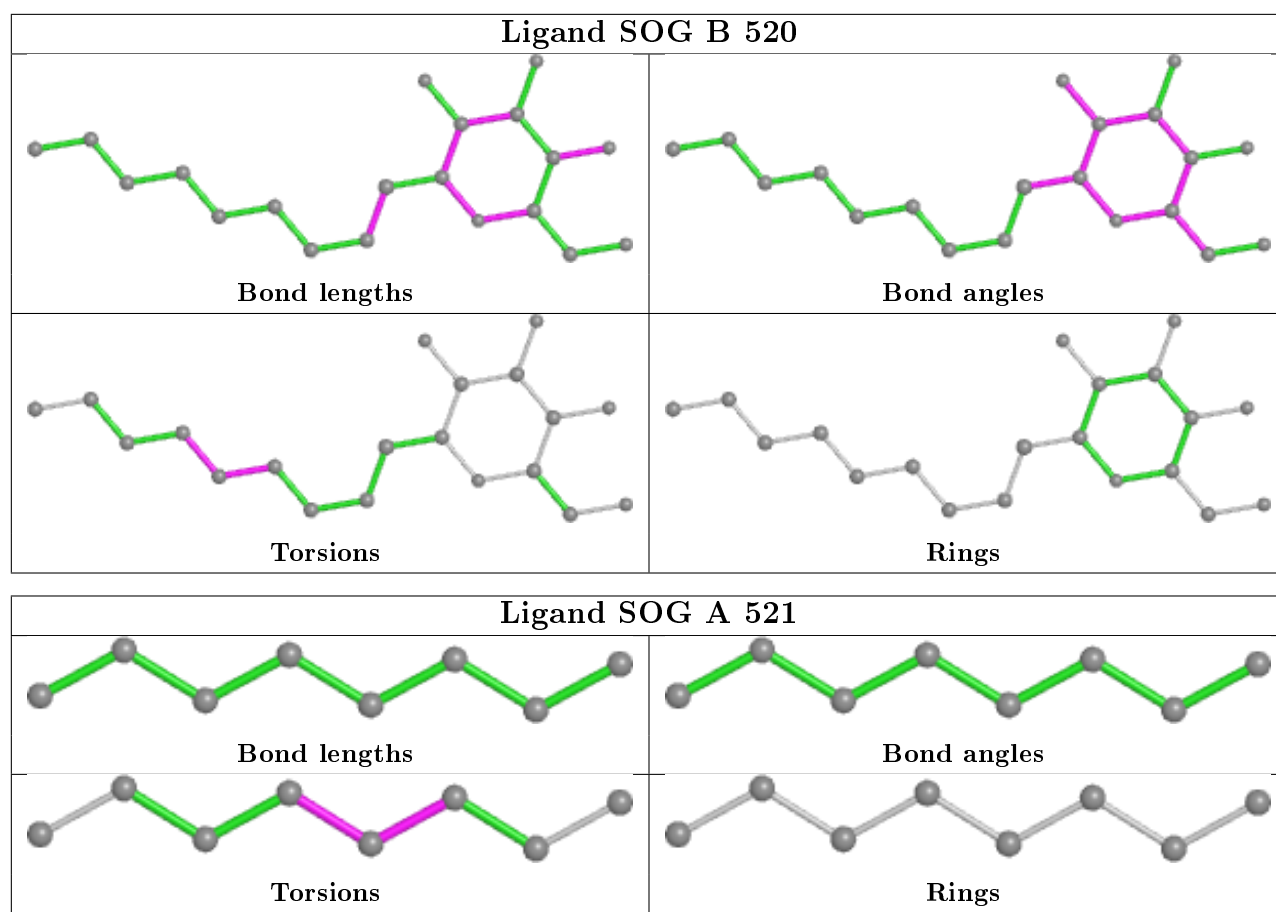 Ligand SOG B 520
Bond lengths
Bond angles
Torsions
Rings
Ligand SOG A 521
Bond lengths
Bond angles
Torsions
Rings